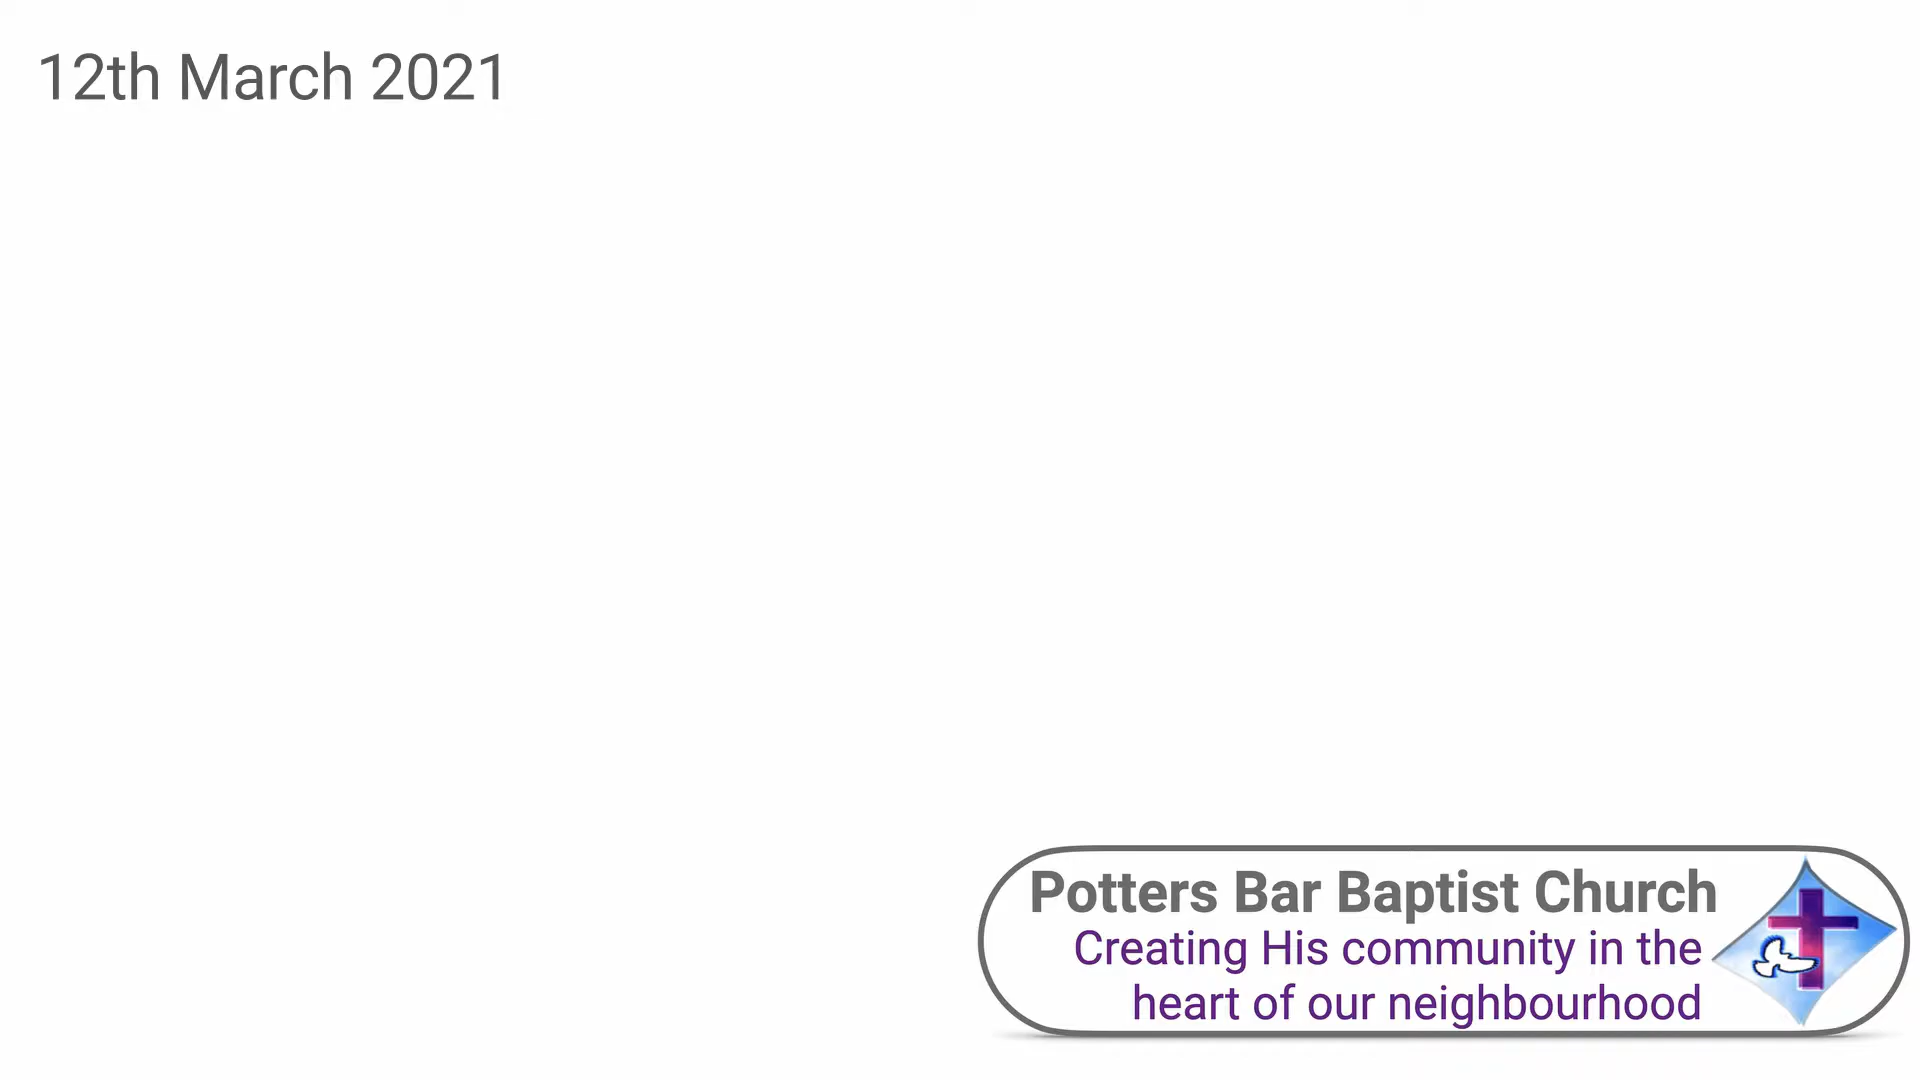 12th March 2021
Potters Bar Baptist Church
Creating His community in the
heart of our neighbourhood